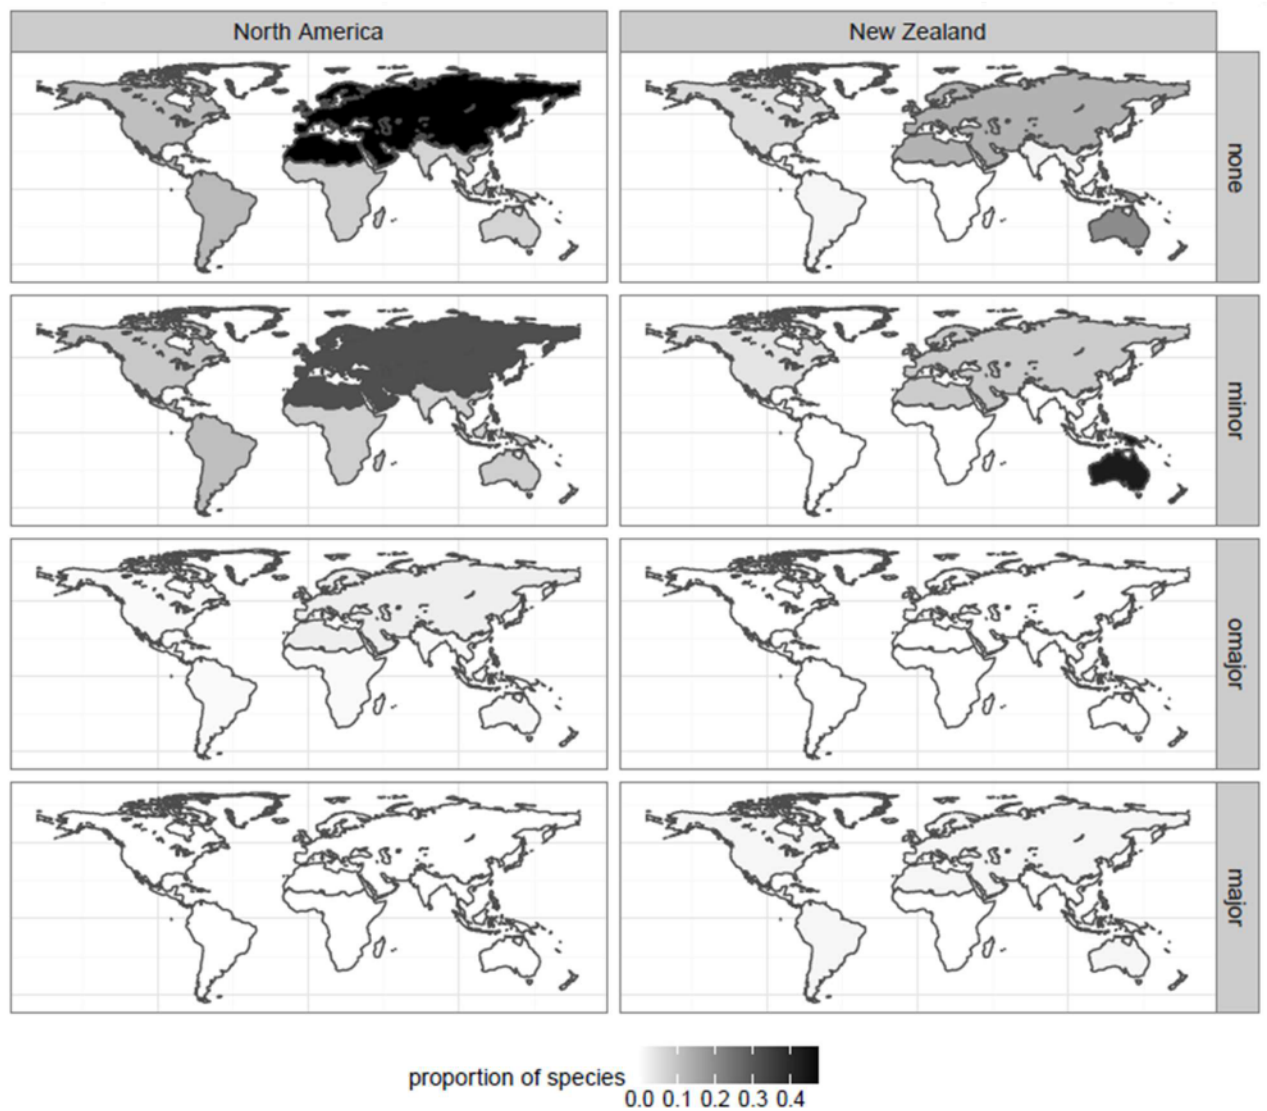 North America
New Zealand
none
minor
omajor
major
proportion of species
0.0 0.1 0.2 0.3 0.4